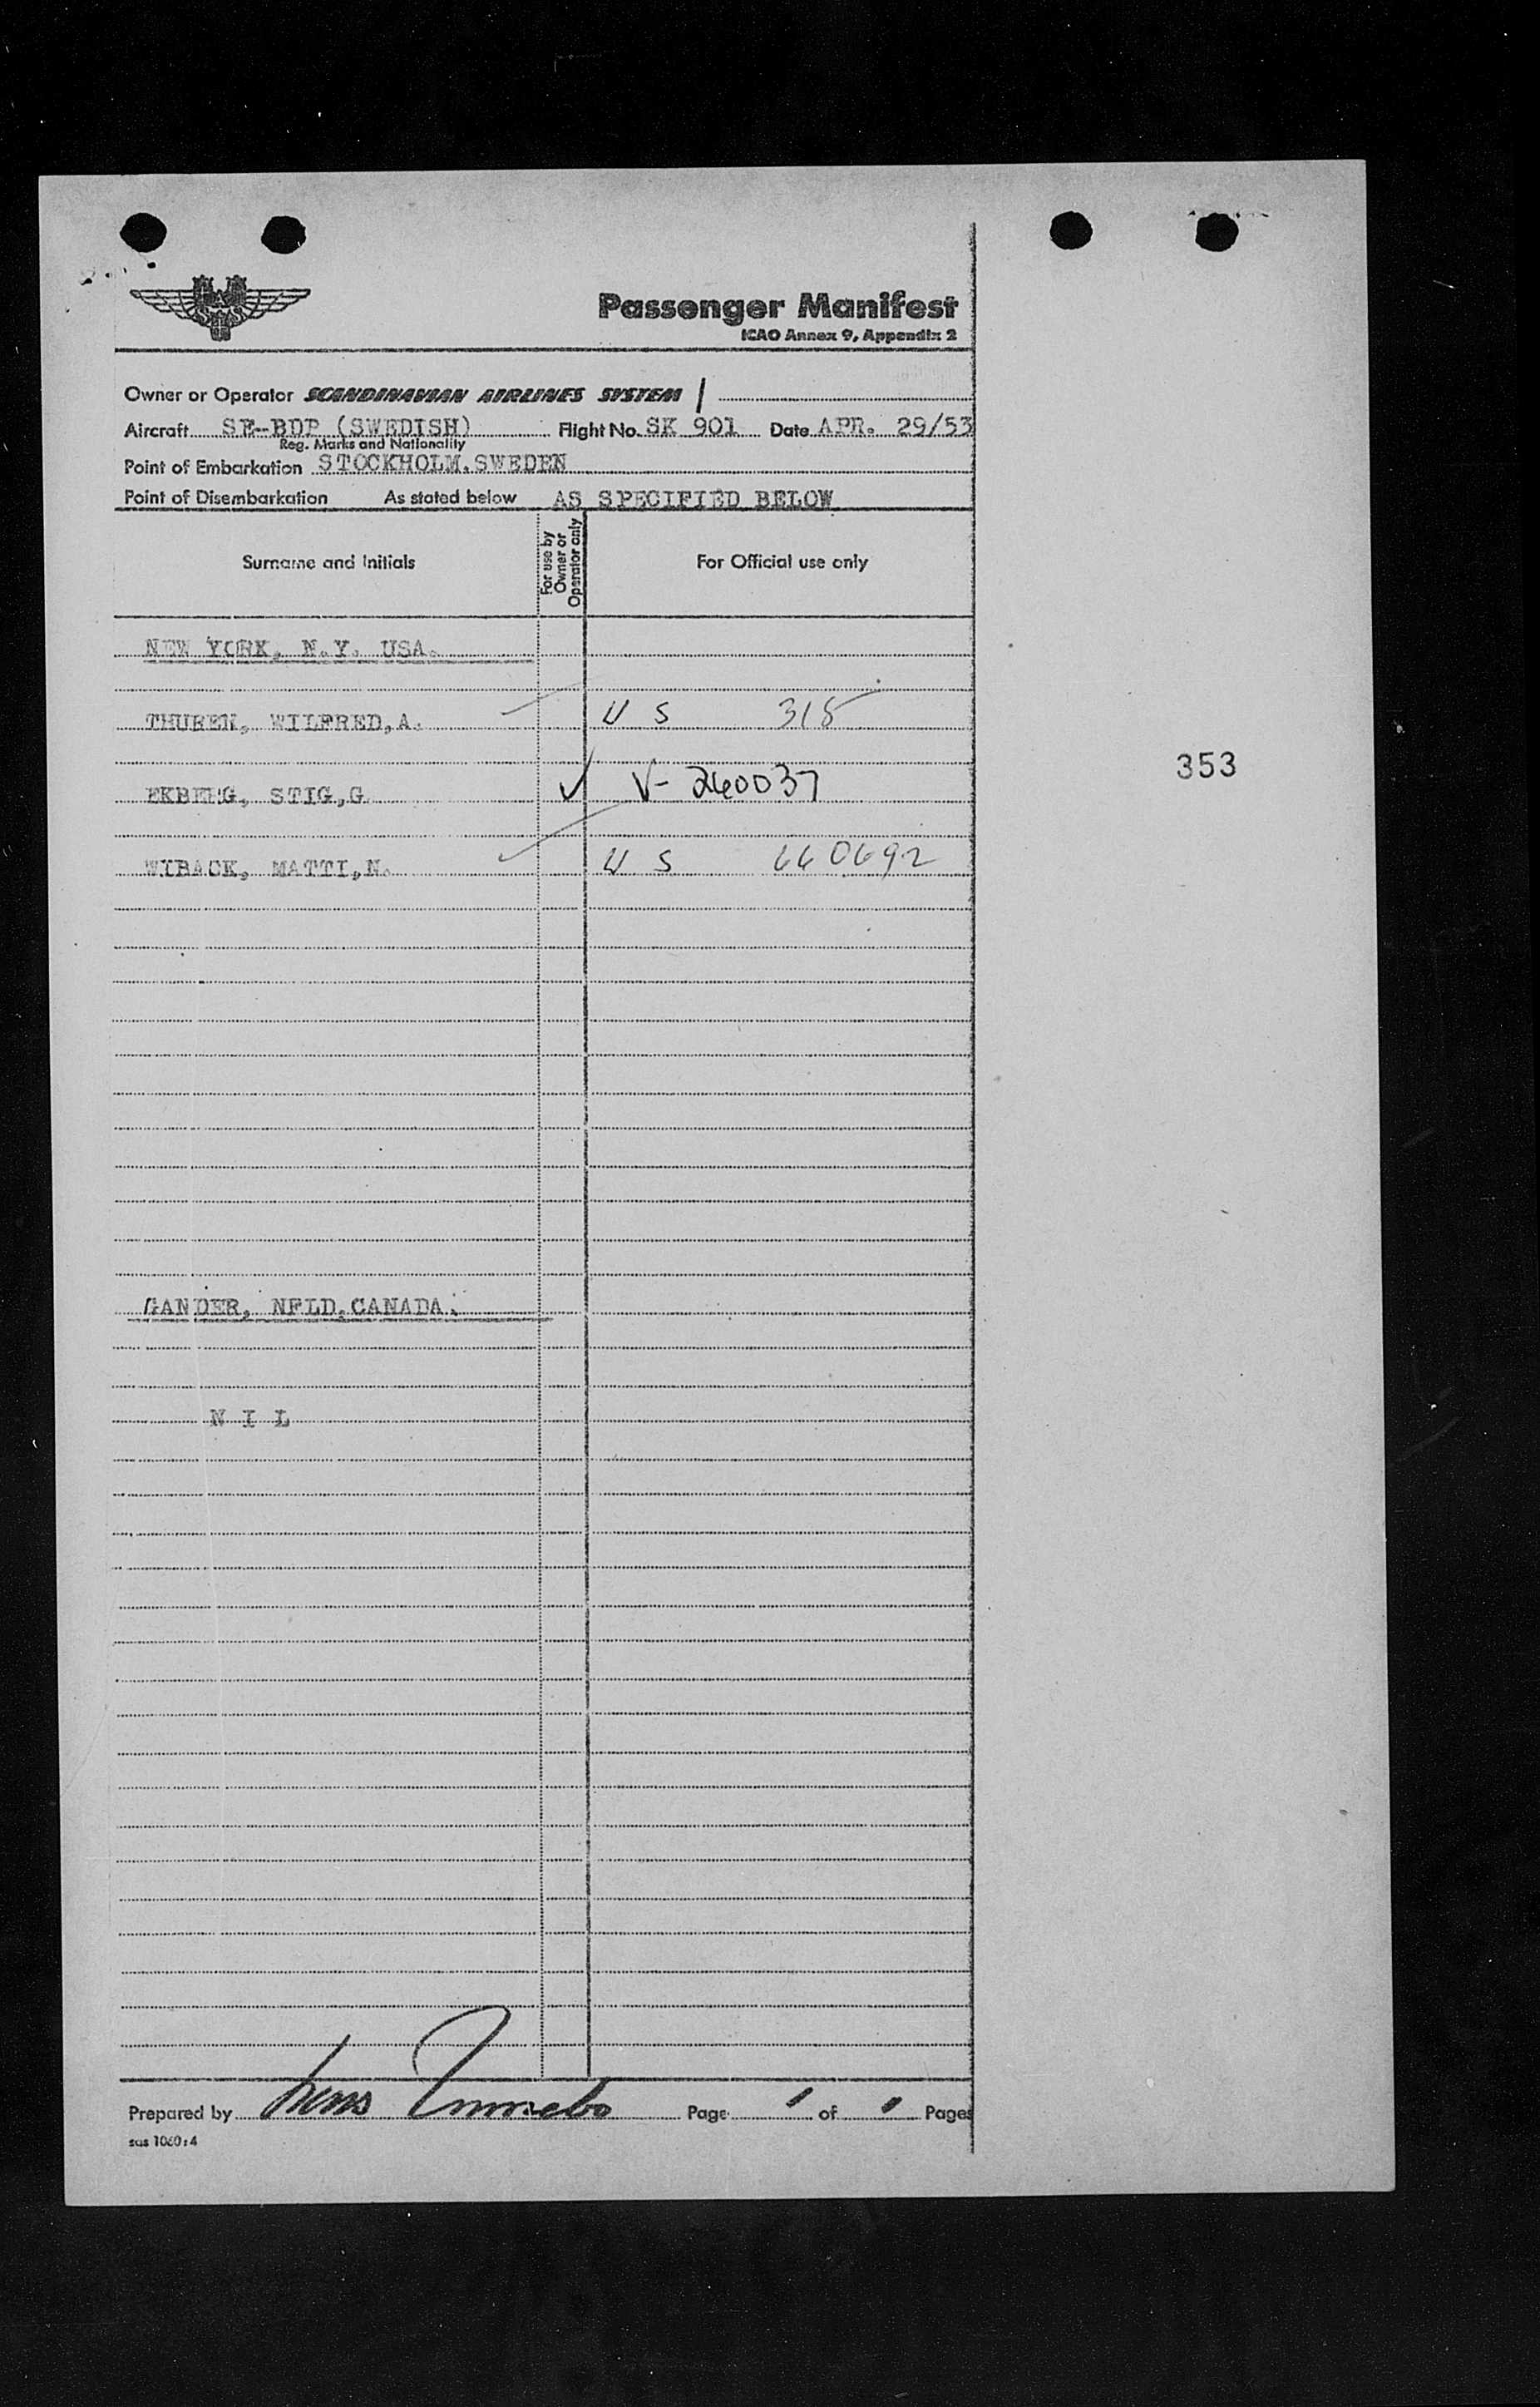 Passenger Manifest
ICAO Annex 9, Appendix 2
Owner or Operator SCANDINAVIAN AIRLINES SYSTEM
Aircraft SE-BDP (SWEDISH) Flight No. SK 901 Date APR. 29/53
Reg. Marks and Nationality
Point of Embarkation STOCKHOLM.SWEDEN
Point of Disembarkation As stated below AS SPECIFIED BELOW
Surname and Initials For use by Owner or Operator only For Official use only
NEW YORK, N.Y. USA.
THUREN, WILFRED,A. U S 315
353
EKBERG, STIG,G ✓ V-260037
WIBACK, MATTI,N. U S 660692
GANDER, NFLD.CANADA.
N I L
Prepared by Page 1 of 1 Pages
sas 1060:4